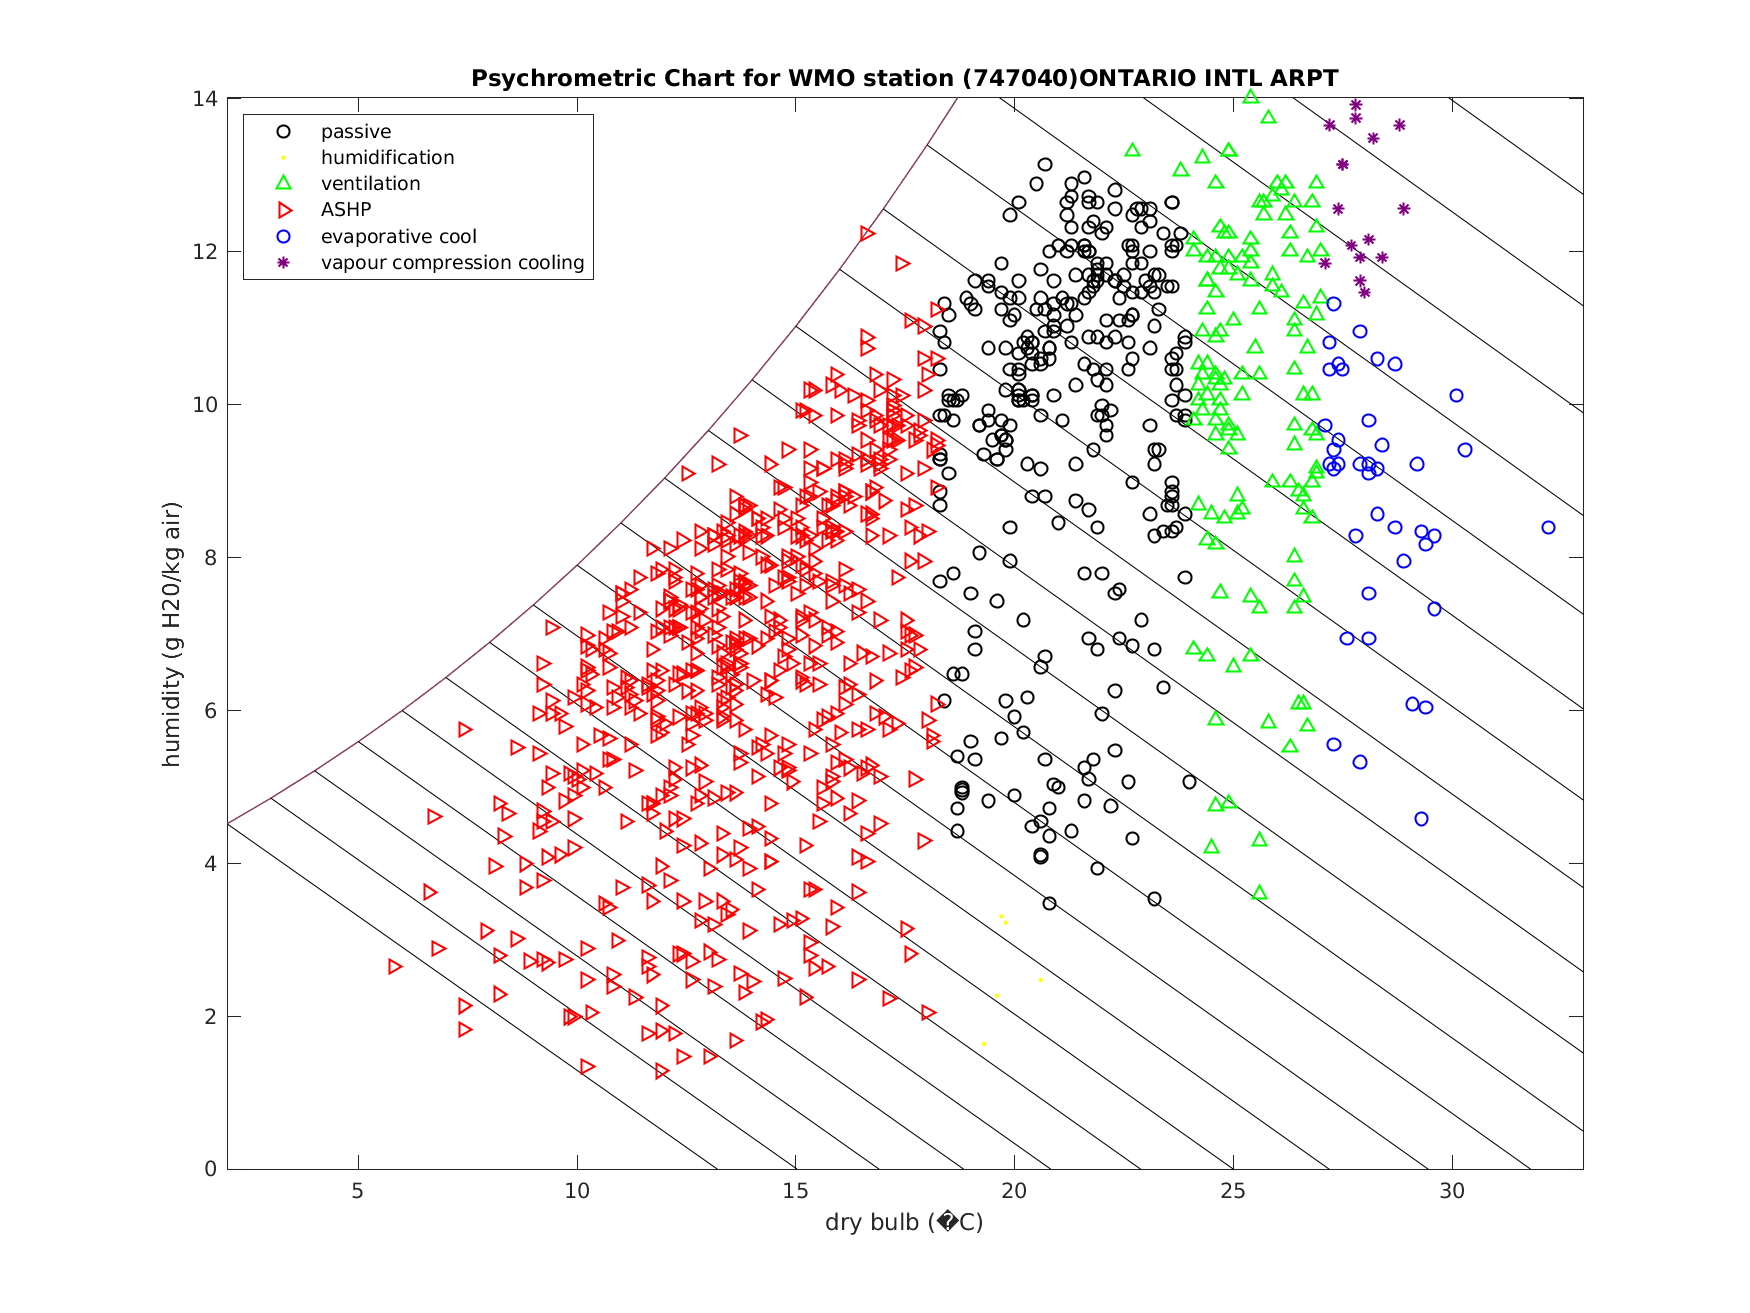 Psychrometric Chart for WMO station (747040)ONTARIO INTL ARPT
14
12
10
8
6
4
2
0
humidity (g H20/kg air)
passive
humidification
ventilation
ASHP
evaporative cool
vapour compression cooling
5
10
15
20
25
30
dry bulb (�C)